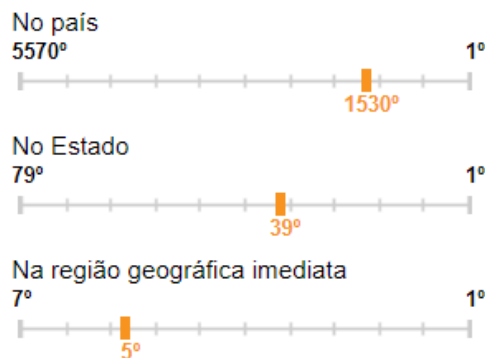 No país
5570º 1º
1530º
No Estado
79º 1º
39º
Na região geográfica imediata
7º 1º
5º